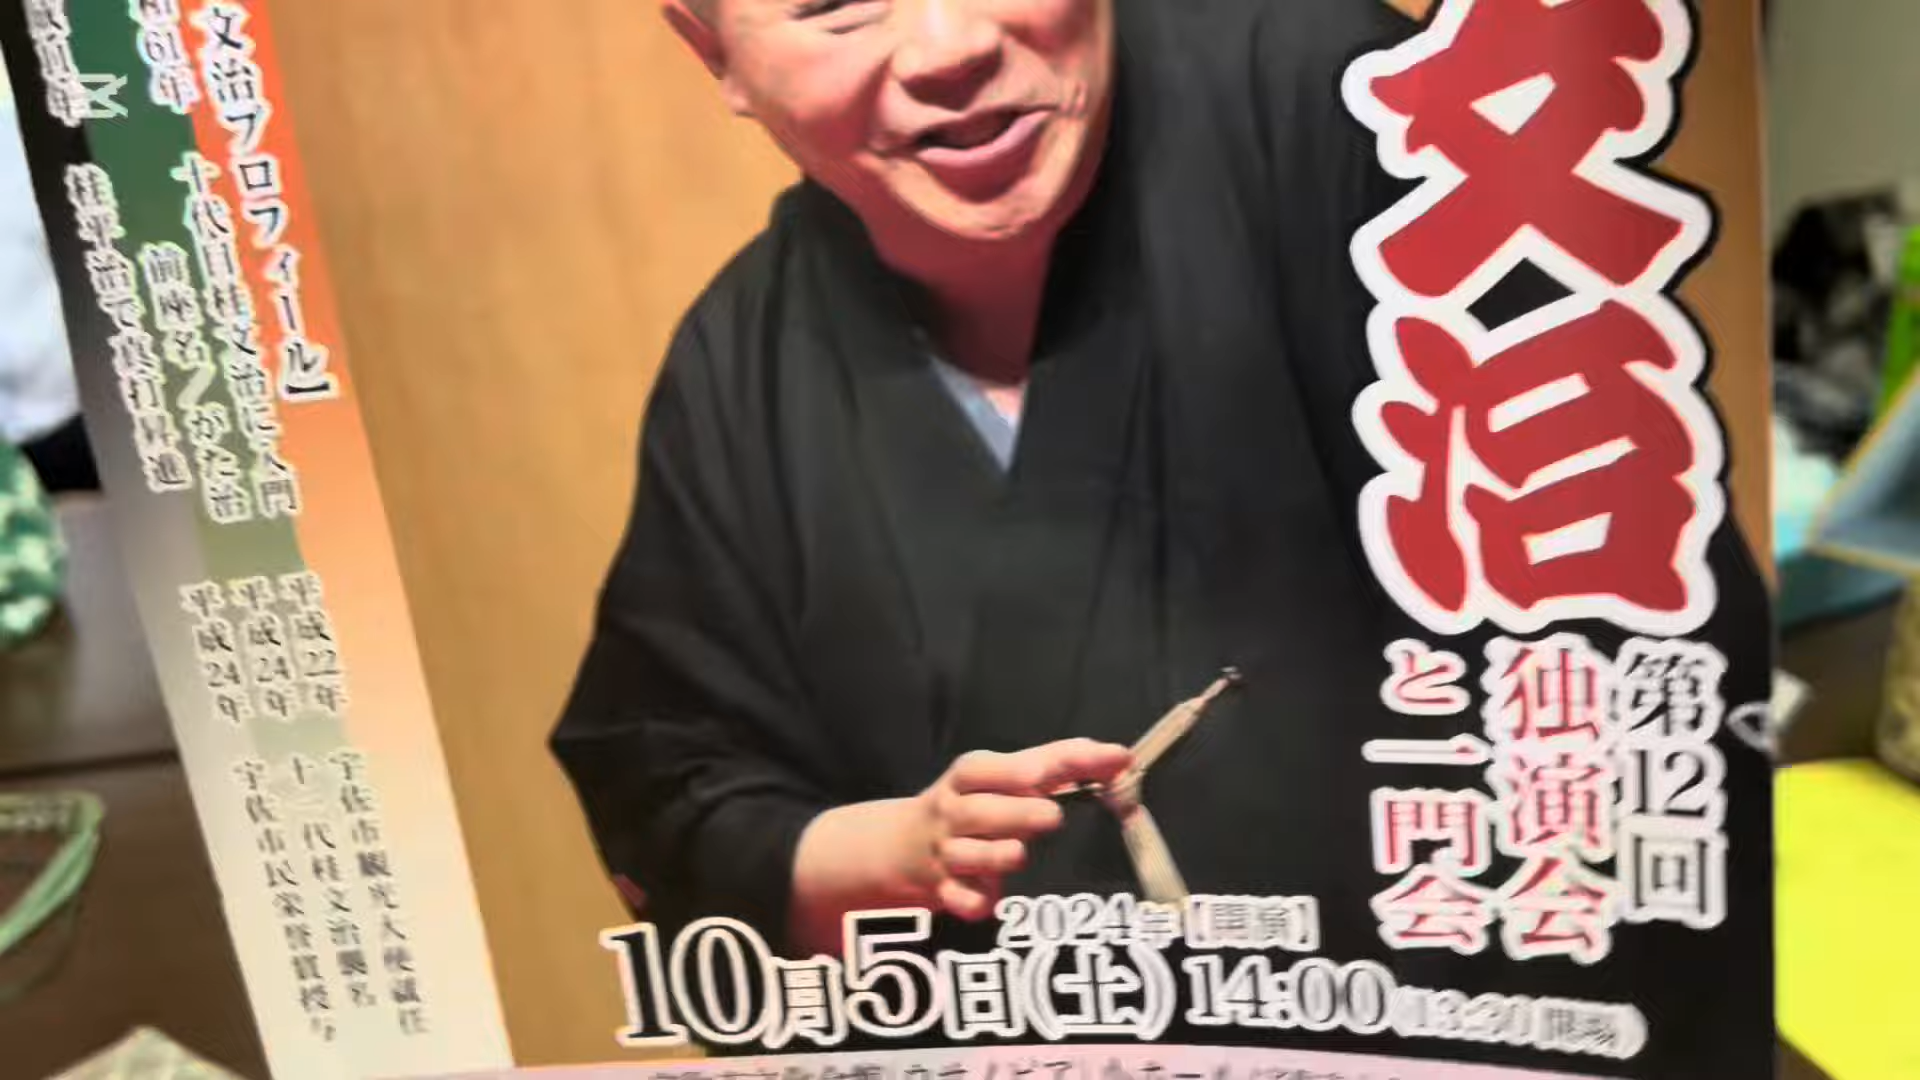 文治
第12回
独演会
と一門会
文治プロフィール】
61年 十代目桂文治に入門
前座名/がた治
桂平治で真打昇進
平成22年 宇佐市観光大使就任
平成24年 十一代桂文治襲名
平成24年 宇佐市民栄誉賞授与
2024年【開演】
10月5日(土)14:00(13:30開場)